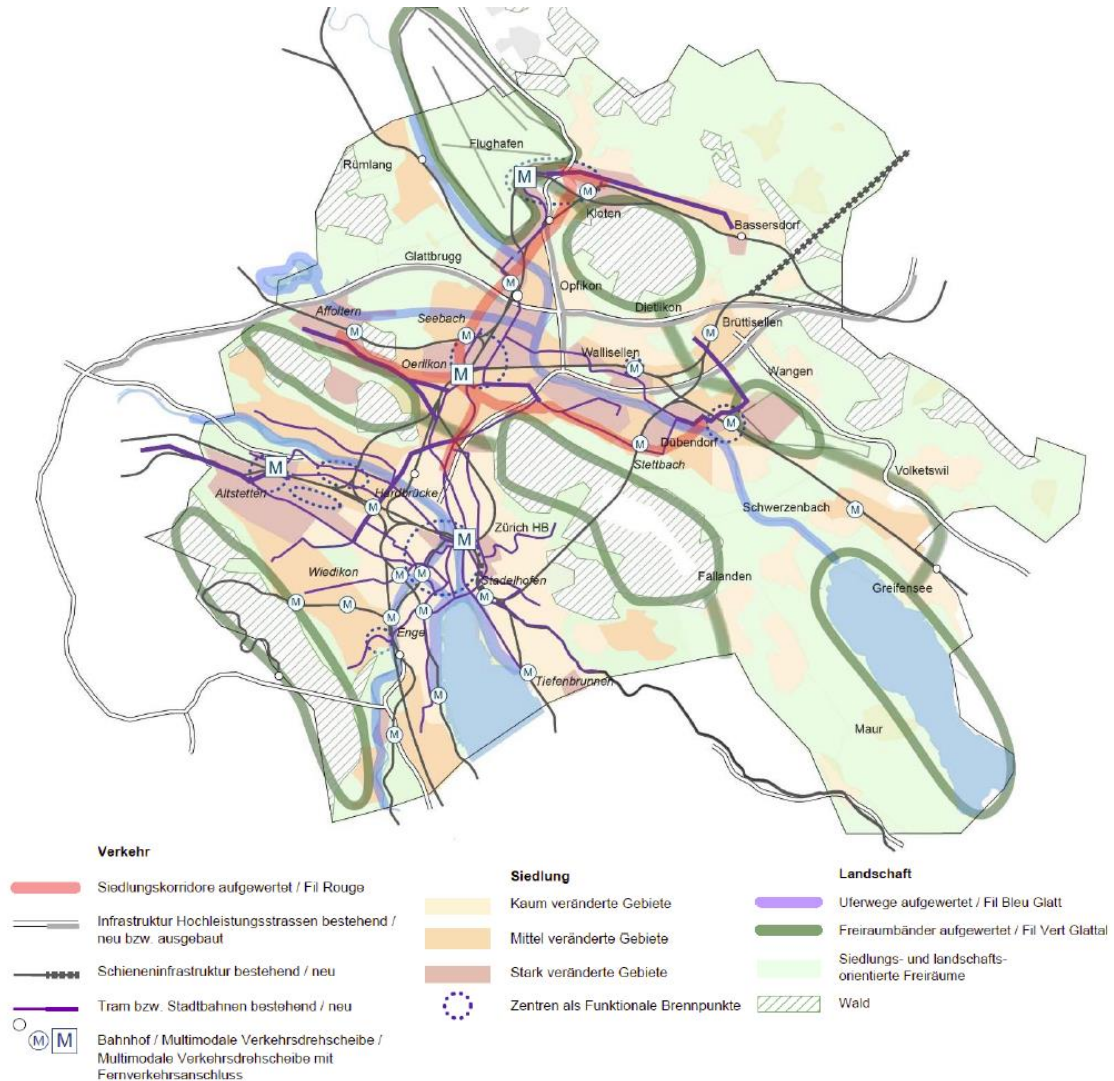 Flughafen
Rümlang
M
M
Kloten
Bassersdorf
Glattbrugg
M
Opfikon
Dietlikon
Affoltern
Seebach
Brüttisellen
M
M
M
Oerlikon
Wallisellen
M
M
Wangen
M
Dübendorf
M
Stettbach
Volketswil
Altstetten
M
Hardbrücke
M
Schwerzenbach
M
Zürich HB
M
Wiedikon
M
M
Stadelhofen
M
Fällanden
Greifensee
M
M
M
M
Enge
M
Tiefenbrunnen
M
Maur
M
Verkehr
Siedlungskorridore aufgewertet / Fil Rouge
Infrastruktur Hochleistungsstrassen bestehend /
neu bzw. ausgebaut
Schieneninfrastruktur bestehend / neu
Tram bzw. Stadtbahnen bestehend / neu
M M
Bahnhof / Multimodale Verkehrsdrehscheibe /
Multimodale Verkehrsdrehscheibe mit
Fernverkehrsanschluss
Siedlung
Kaum veränderte Gebiete
Mittel veränderte Gebiete
Stark veränderte Gebiete
Zentren als Funktionale Brennpunkte
Landschaft
Uferwege aufgewertet / Fil Bleu Glatt
Freiraumbänder aufgewertet / Fil Vert Glattal
Siedlungs- und landschafts-
orientierte Freiräume
Wald